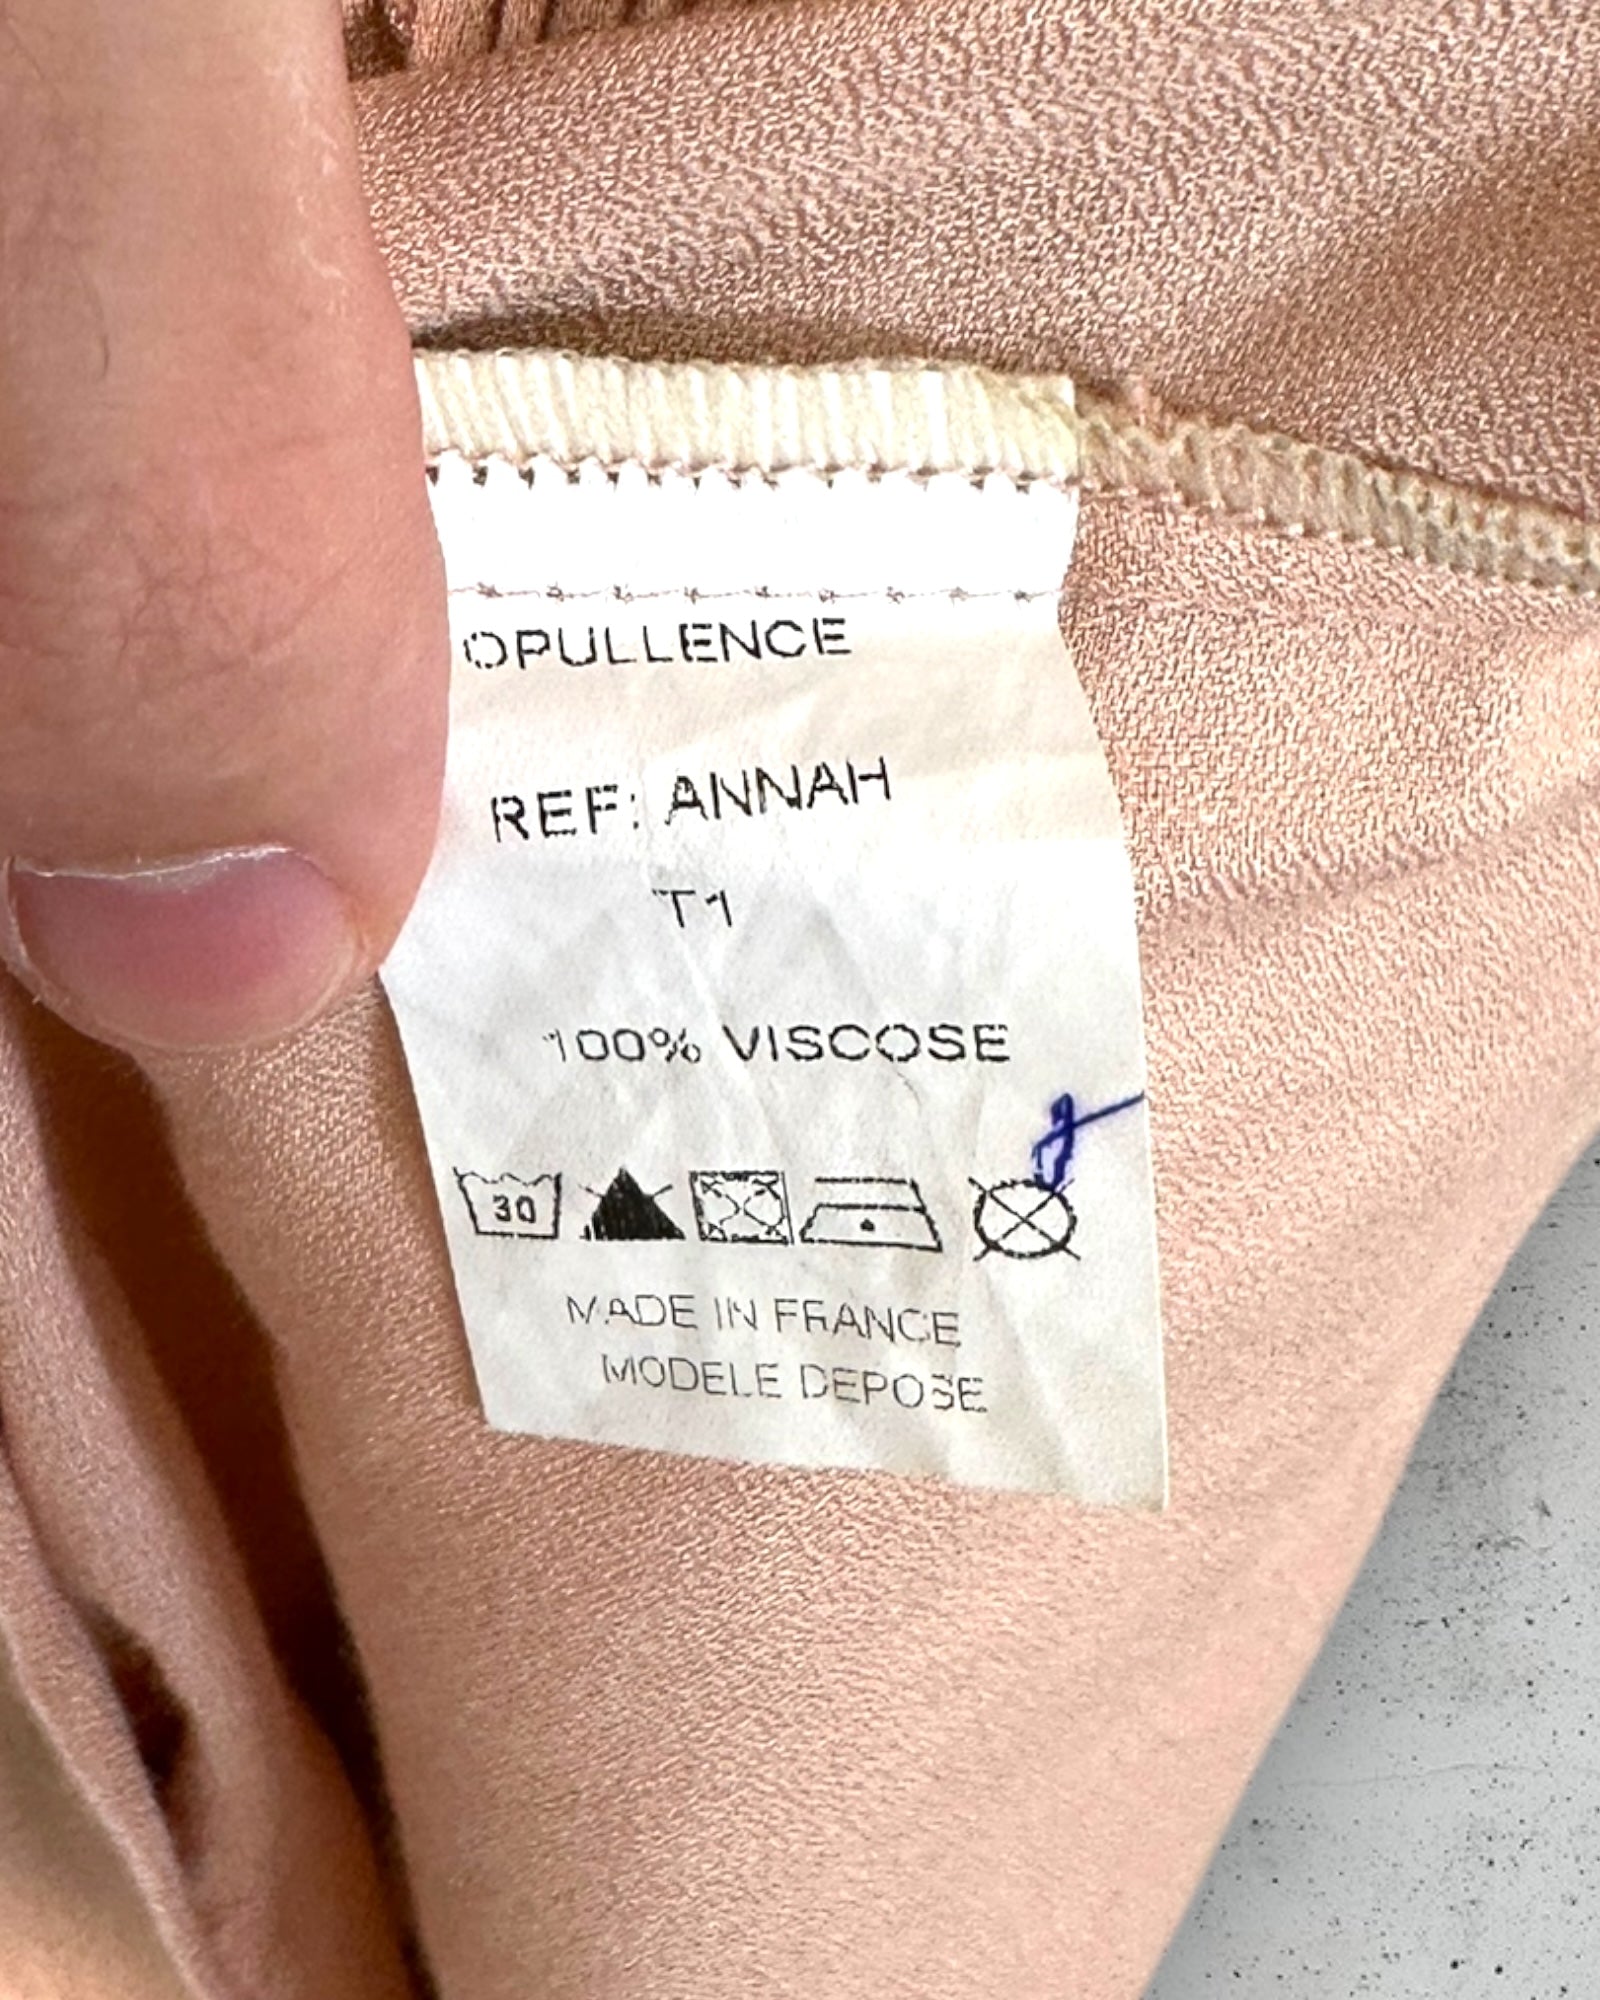 OPULLENCE
REF: ANNAH
T1
100% VISCOSE
30
MADE IN FRANCE
MODELE DEPOSE